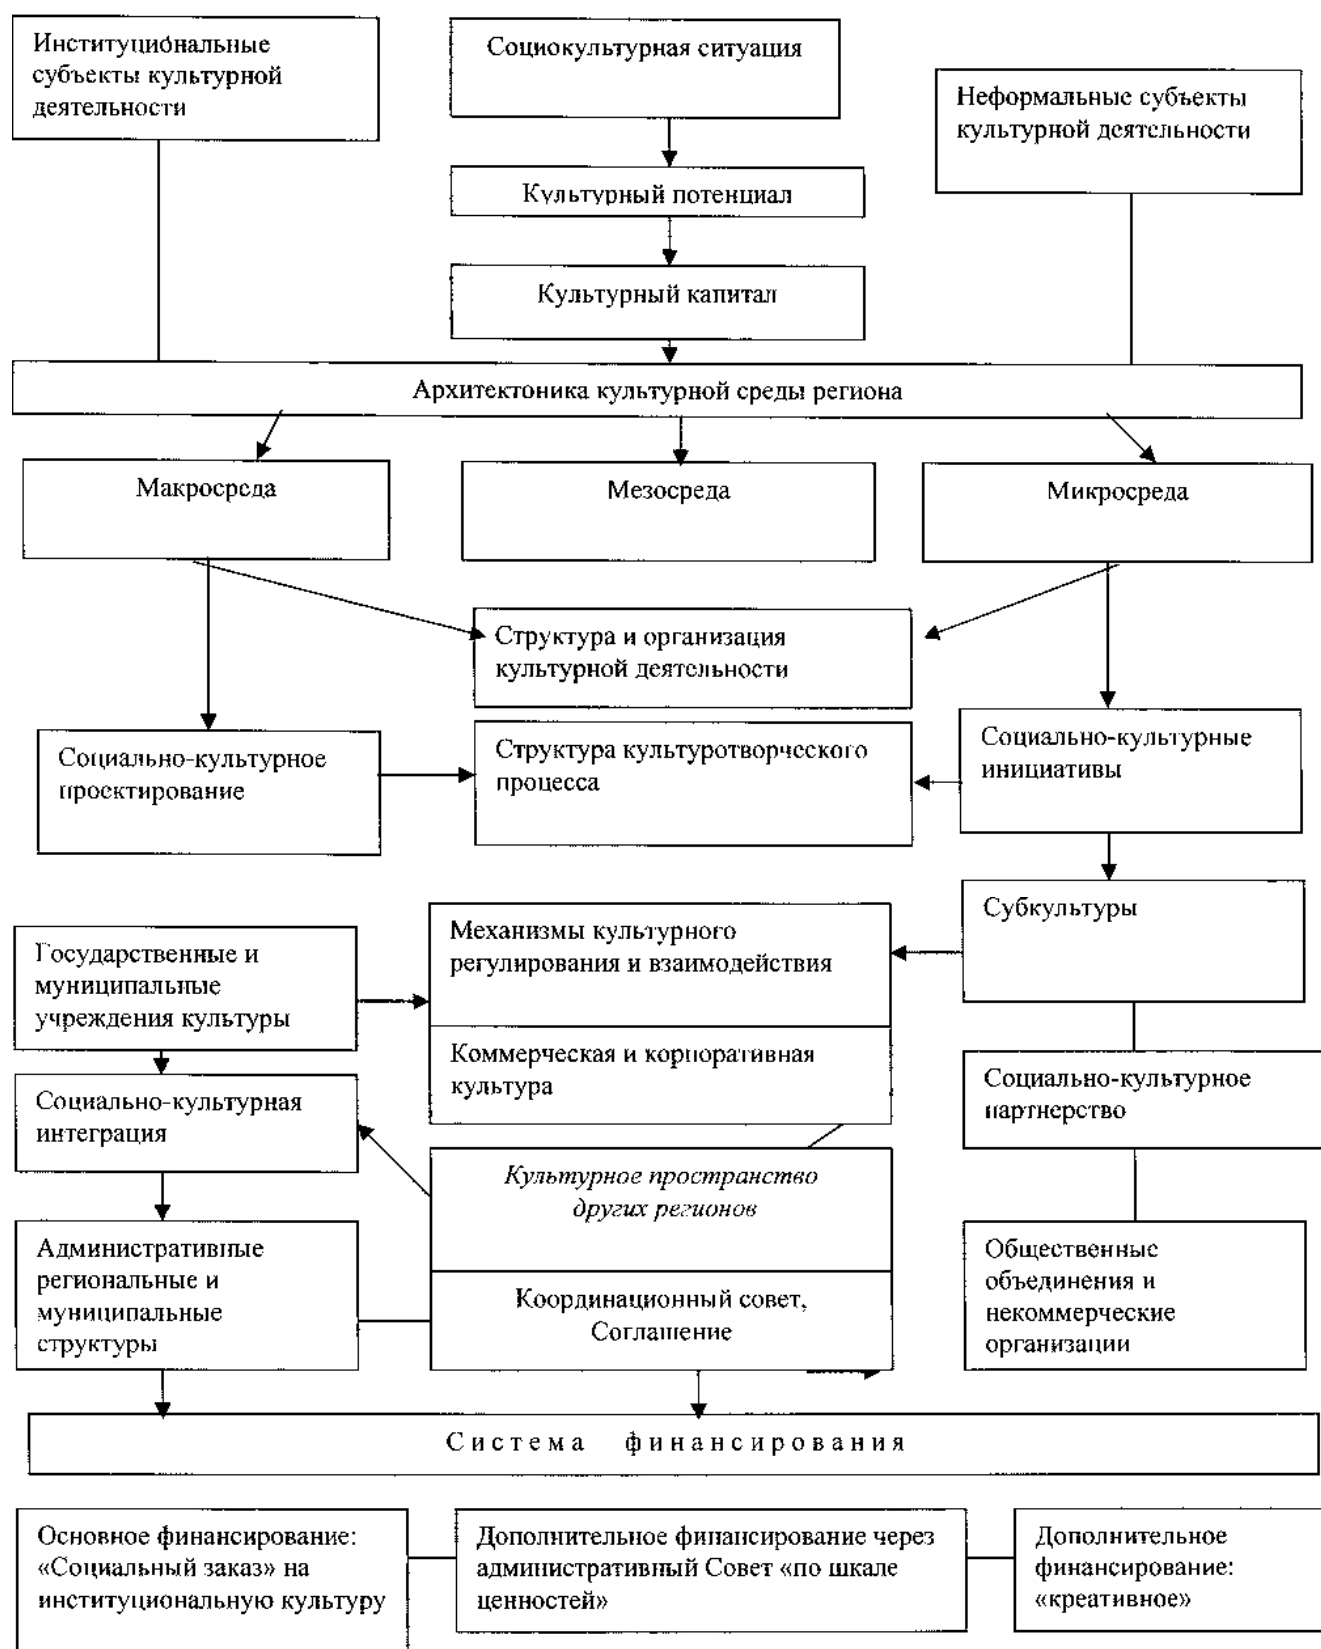 Институциональные
субъекты культурной
деятельности
Социокультурная ситуация
Неформальные субъекты
культурной деятельности
Культурный потенциал
Культурный капитал
Архитектоника культурной среды региона
Макросреда
Мезосреда
Микросреда
Структура и организация
культурной деятельности
Социально-культурное
проектирование
Структура культуротворческого
процесса
Социально-культурные
инициативы
Субкультуры
Механизмы культурного
регулирования и взаимодействия
Государственные и
муниципальные
учреждения культуры
Коммерческая и корпоративная
культура
Социально-культурное
партнерство
Социально-культурная
интеграция
Культурное пространство
других регионов
Административные
региональные и
муниципальные
структуры
Координационный совет,
Соглашение
Общественные
объединения и
некоммерческие
организации
Система финансирования
Основное финансирование:
«Социальный заказ» на
институциональную культуру
Дополнительное финансирование через
административный Совет «по шкале
ценностей»
Дополнительное
финансирование:
«креативное»